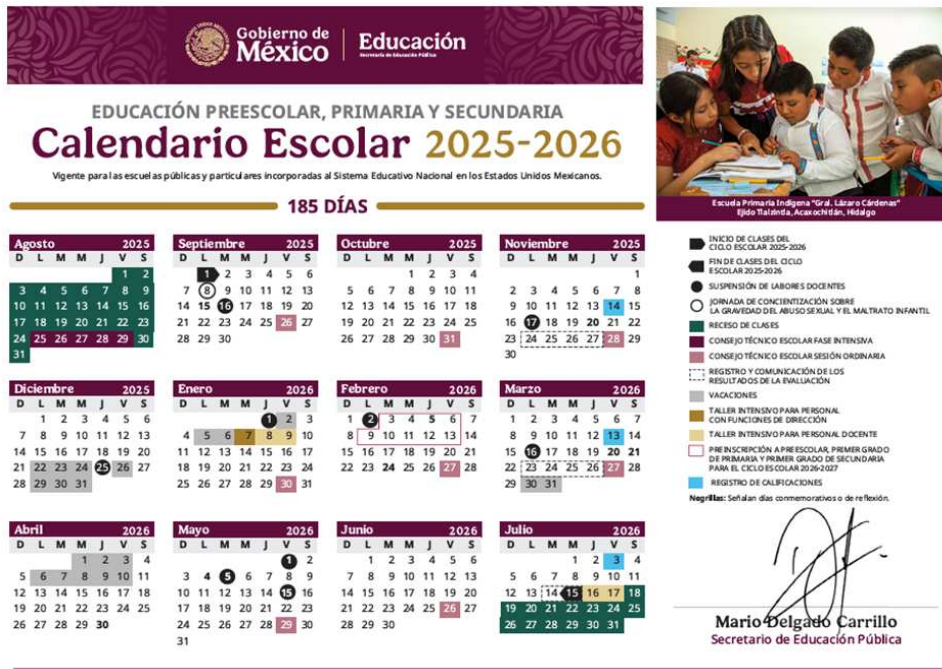 Gobierno de
México
Educación
Secretaría de Educación Pública
EDUCACIÓN PREESCOLAR, PRIMARIA Y SECUNDARIA
Calendario Escolar 2025-2026
Vigente para las escuelas públicas y particulares incorporadas al Sistema Educativo Nacional en los Estados Unidos Mexicanos.
185 DÍAS
Escuela Primaria Indígena "Gral. Lázaro Cárdenas"
Ejido Tlalzintla, Acaxochitlán, Hidalgo
Agosto 2025
D L M M J V S
1 2
3 4 5 6 7 8 9
10 11 12 13 14 15 16
17 18 19 20 21 22 23
24 25 26 27 28 29 30
31
Septiembre 2025
D L M M J V S
1 2 3 4 5 6
7 8 9 10 11 12 13
14 15 16 17 18 19 20
21 22 23 24 25 26 27
28 29 30
Octubre 2025
D L M M J V S
1 2 3 4
5 6 7 8 9 10 11
12 13 14 15 16 17 18
19 20 21 22 23 24 25
26 27 28 29 30 31
Noviembre 2025
D L M M J V S
1
2 3 4 5 6 7 8
9 10 11 12 13 14 15
16 17 18 19 20 21 22
23 24 25 26 27 28 29
30
Diciembre 2025
D L M M J V S
1 2 3 4 5 6
7 8 9 10 11 12 13
14 15 16 17 18 19 20
21 22 23 24 25 26 27
28 29 30 31
Enero 2026
D L M M J V S
1 2 3
4 5 6 7 8 9 10
11 12 13 14 15 16 17
18 19 20 21 22 23 24
25 26 27 28 29 30 31
Febrero 2026
D L M M J V S
1 2 3 4 5 6 7
8 9 10 11 12 13 14
15 16 17 18 19 20 21
22 23 24 25 26 27 28
Marzo 2026
D L M M J V S
1 2 3 4 5 6 7
8 9 10 11 12 13 14
15 16 17 18 19 20 21
22 23 24 25 26 27 28
29 30 31
Abril 2026
D L M M J V S
1 2 3 4
5 6 7 8 9 10 11
12 13 14 15 16 17 18
19 20 21 22 23 24 25
26 27 28 29 30
Mayo 2026
D L M M J V S
1 2
3 4 5 6 7 8 9
10 11 12 13 14 15 16
17 18 19 20 21 22 23
24 25 26 27 28 29 30
31
Junio 2026
D L M M J V S
1 2 3 4 5 6
7 8 9 10 11 12 13
14 15 16 17 18 19 20
21 22 23 24 25 26 27
28 29 30
Julio 2026
D L M M J V S
1 2 3 4
5 6 7 8 9 10 11
12 13 14 15 16 17 18
19 20 21 22 23 24 25
26 27 28 29 30 31
INICIO DE CLASES DEL
CICLO ESCOLAR 2025-2026
FIN DE CLASES DEL CICLO
ESCOLAR 2025-2026
SUSPENSIÓN DE LABORES DOCENTES
JORNADA DE CONCIENTIZACIÓN SOBRE
LA GRAVEDAD DEL ABUSO SEXUAL Y EL MALTRATO INFANTIL
RECESO DE CLASES
CONSEJO TÉCNICO ESCOLAR FASE INTENSIVA
CONSEJO TÉCNICO ESCOLAR SESIÓN ORDINARIA
REGISTRO Y COMUNICACIÓN DE LOS
RESULTADOS DE LA EVALUACIÓN
VACACIONES
TALLER INTENSIVO PARA PERSONAL
CON FUNCIONES DE DIRECCIÓN
TALLER INTENSIVO PARA PERSONAL DOCENTE
PREINSCRIPCIÓN A PREESCOLAR, PRIMER GRADO
DE PRIMARIA Y PRIMER GRADO DE SECUNDARIA
PARA EL CICLO ESCOLAR 2026-2027
REGISTRO DE CALIFICACIONES
Negrillas: Señalan días conmemorativos o de reflexión.
Mario Delgado Carrillo
Secretario de Educación Pública